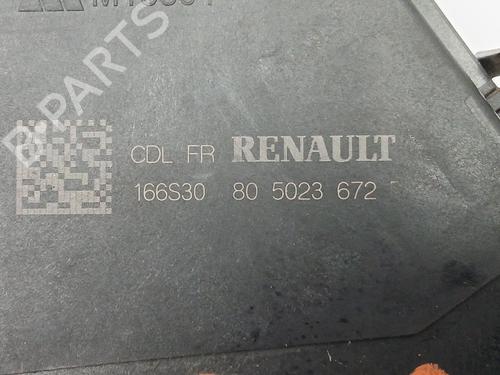 CDL FR RENAULT
166S30 80 5023 672
B-PARTS